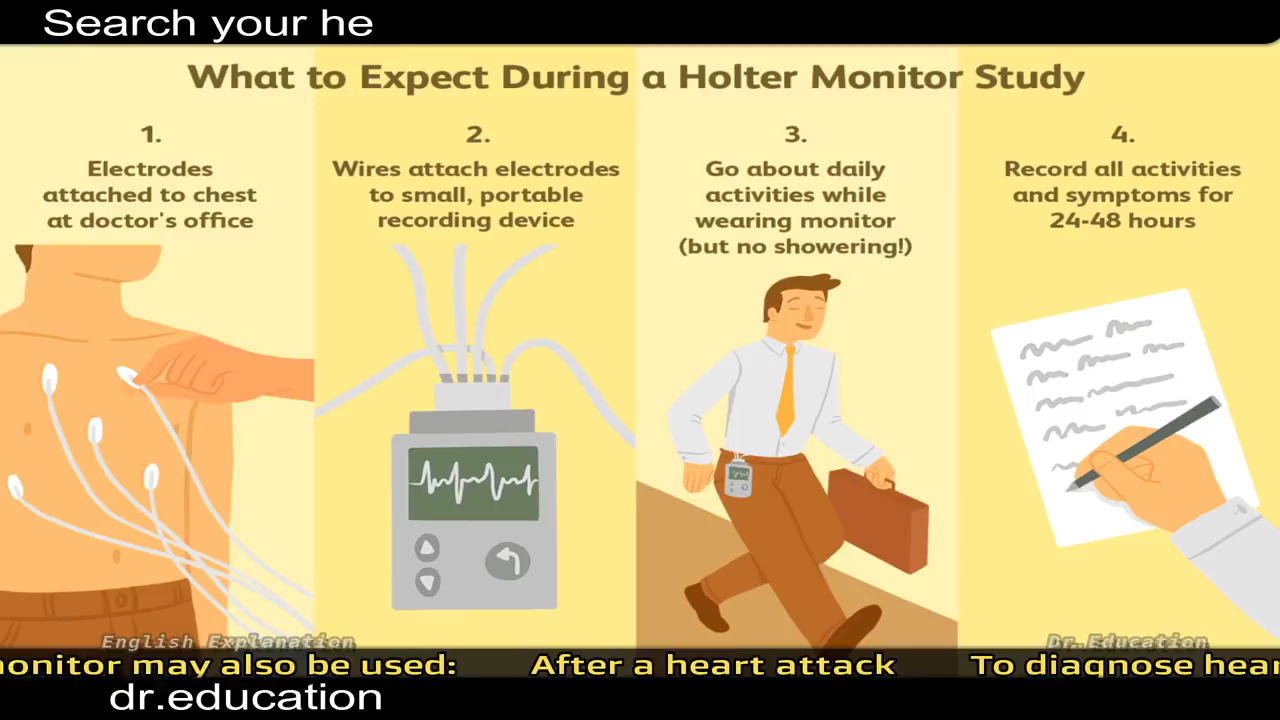 Search your he
What to Expect During a Holter Monitor Study
1.
Electrodes
attached to chest
at doctor's office
2.
Wires attach electrodes
to small, portable
recording device
3.
Go about daily
activities while
wearing monitor
(but no showering!)
4.
Record all activities
and symptoms for
24-48 hours
English Explanation
Dr.Education
monitor may also be used: After a heart attack To diagnose hear
dr.education